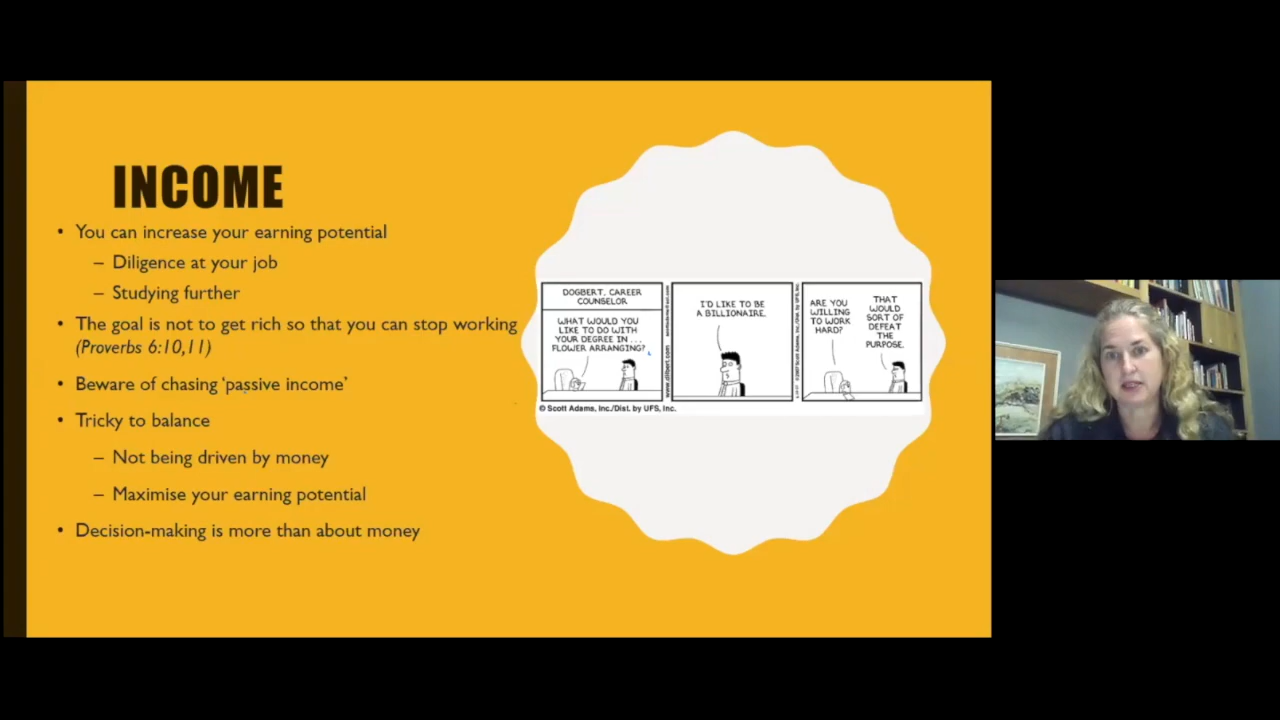 INCOME
• You can increase your earning potential
– Diligence at your job
– Studying further
• The goal is not to get rich so that you can stop working
(Proverbs 6:10,11)
• Beware of chasing ‘passive income’
• Tricky to balance
– Not being driven by money
– Maximise your earning potential
• Decision-making is more than about money
DOGBERT, CAREER
COUNSELOR
WHAT WOULD YOU
LIKE TO DO WITH
YOUR DEGREE IN ...
FLOWER ARRANGING?
www.dilbert.com
I'D LIKE TO BE
A BILLIONAIRE.
ARE YOU
WILLING
TO WORK
HARD?
THAT
WOULD
SORT OF
DEFEAT
THE
PURPOSE.
© Scott Adams, Inc./Dist. by UFS, Inc.